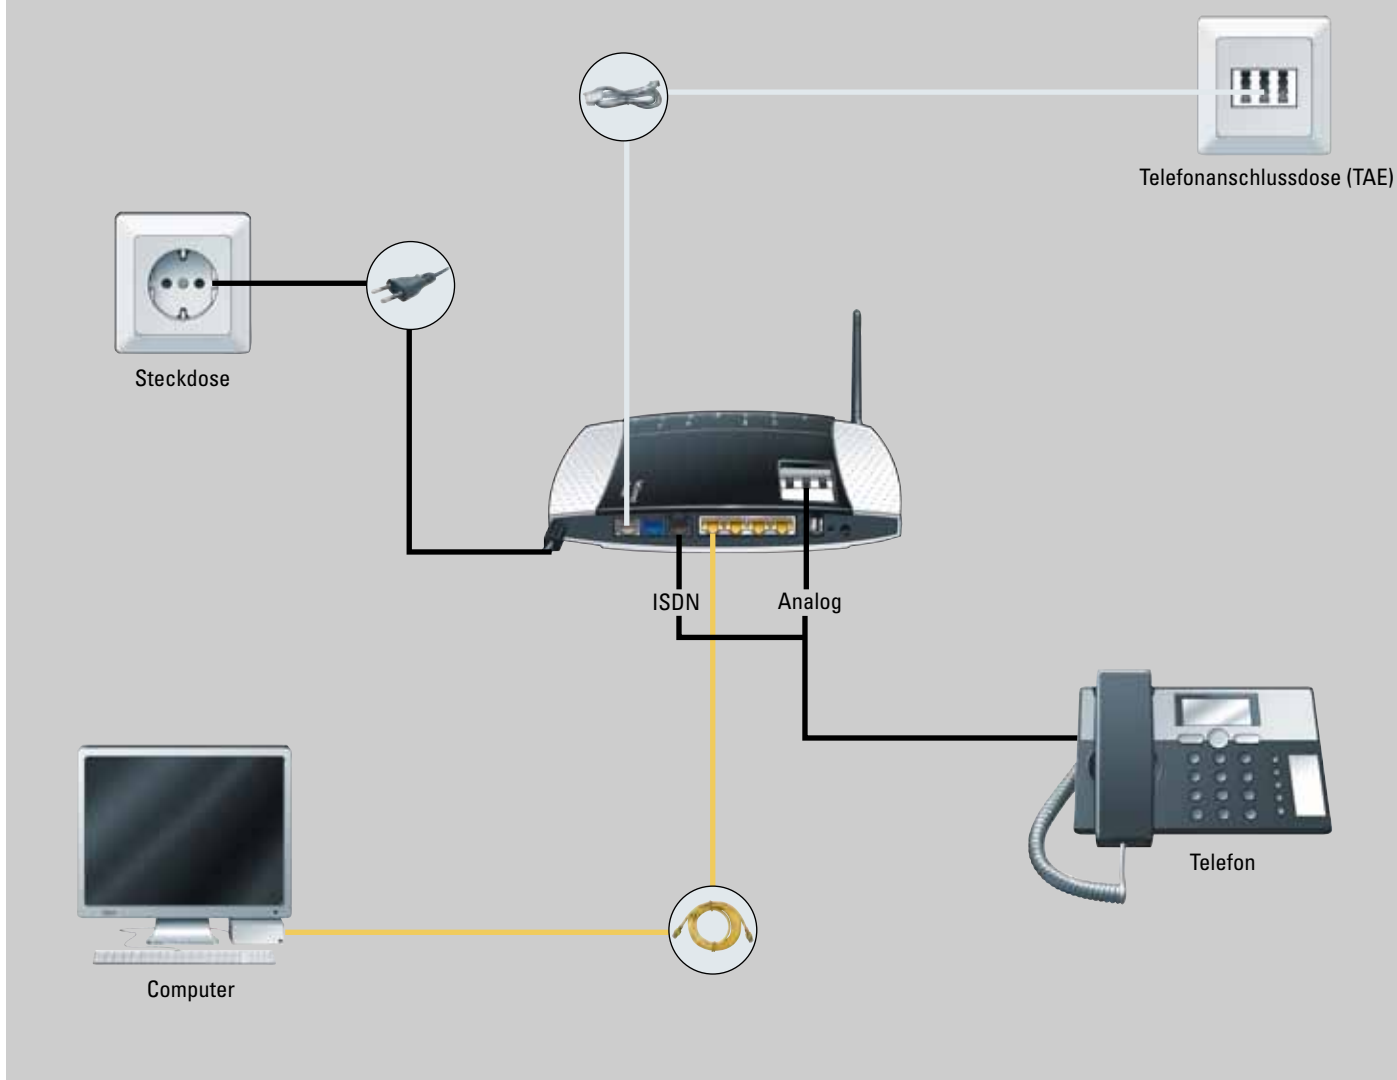 Telefonanschlussdose (TAE)
Steckdose
ISDN
Analog
Telefon
Computer